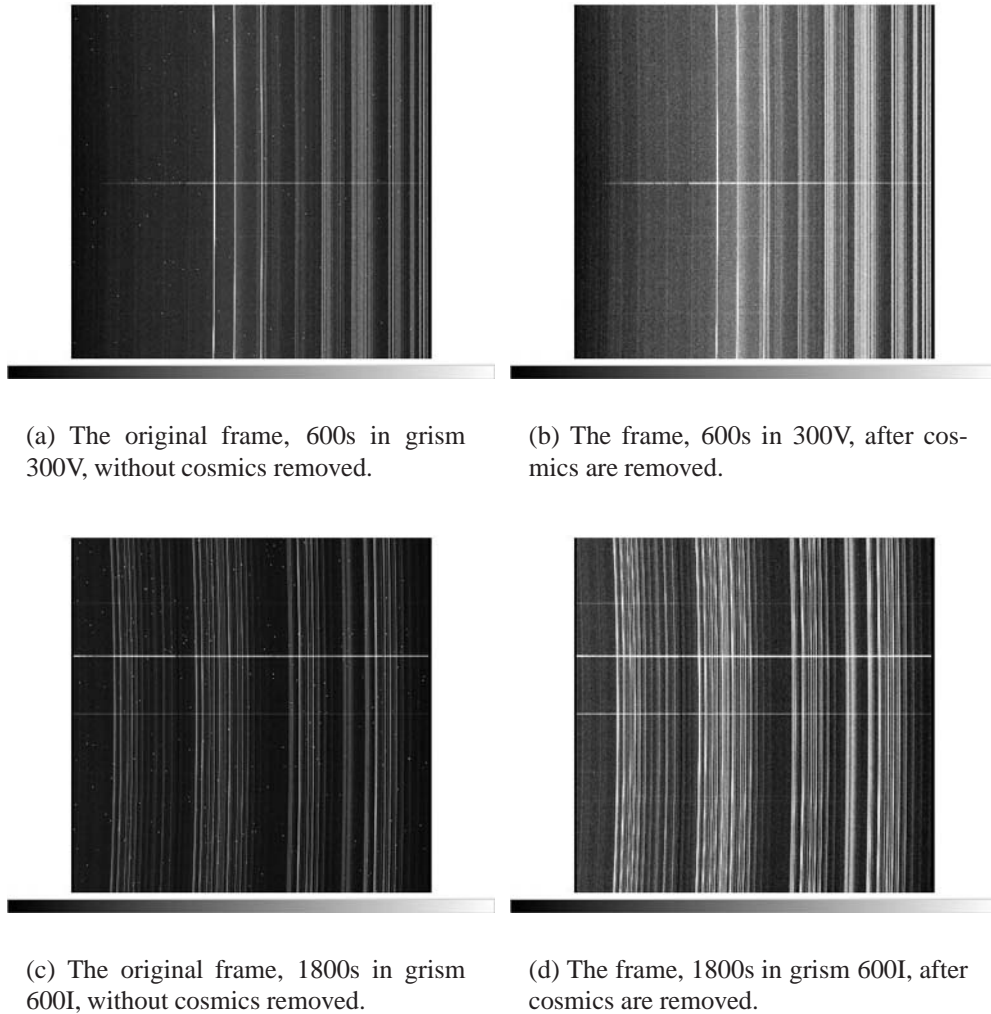 (a) The original frame, 600s in grism
300V, without cosmics removed.
(b) The frame, 600s in 300V, after cos-
mics are removed.
(c) The original frame, 1800s in grism
600I, without cosmics removed.
(d) The frame, 1800s in grism 600I, after
cosmics are removed.